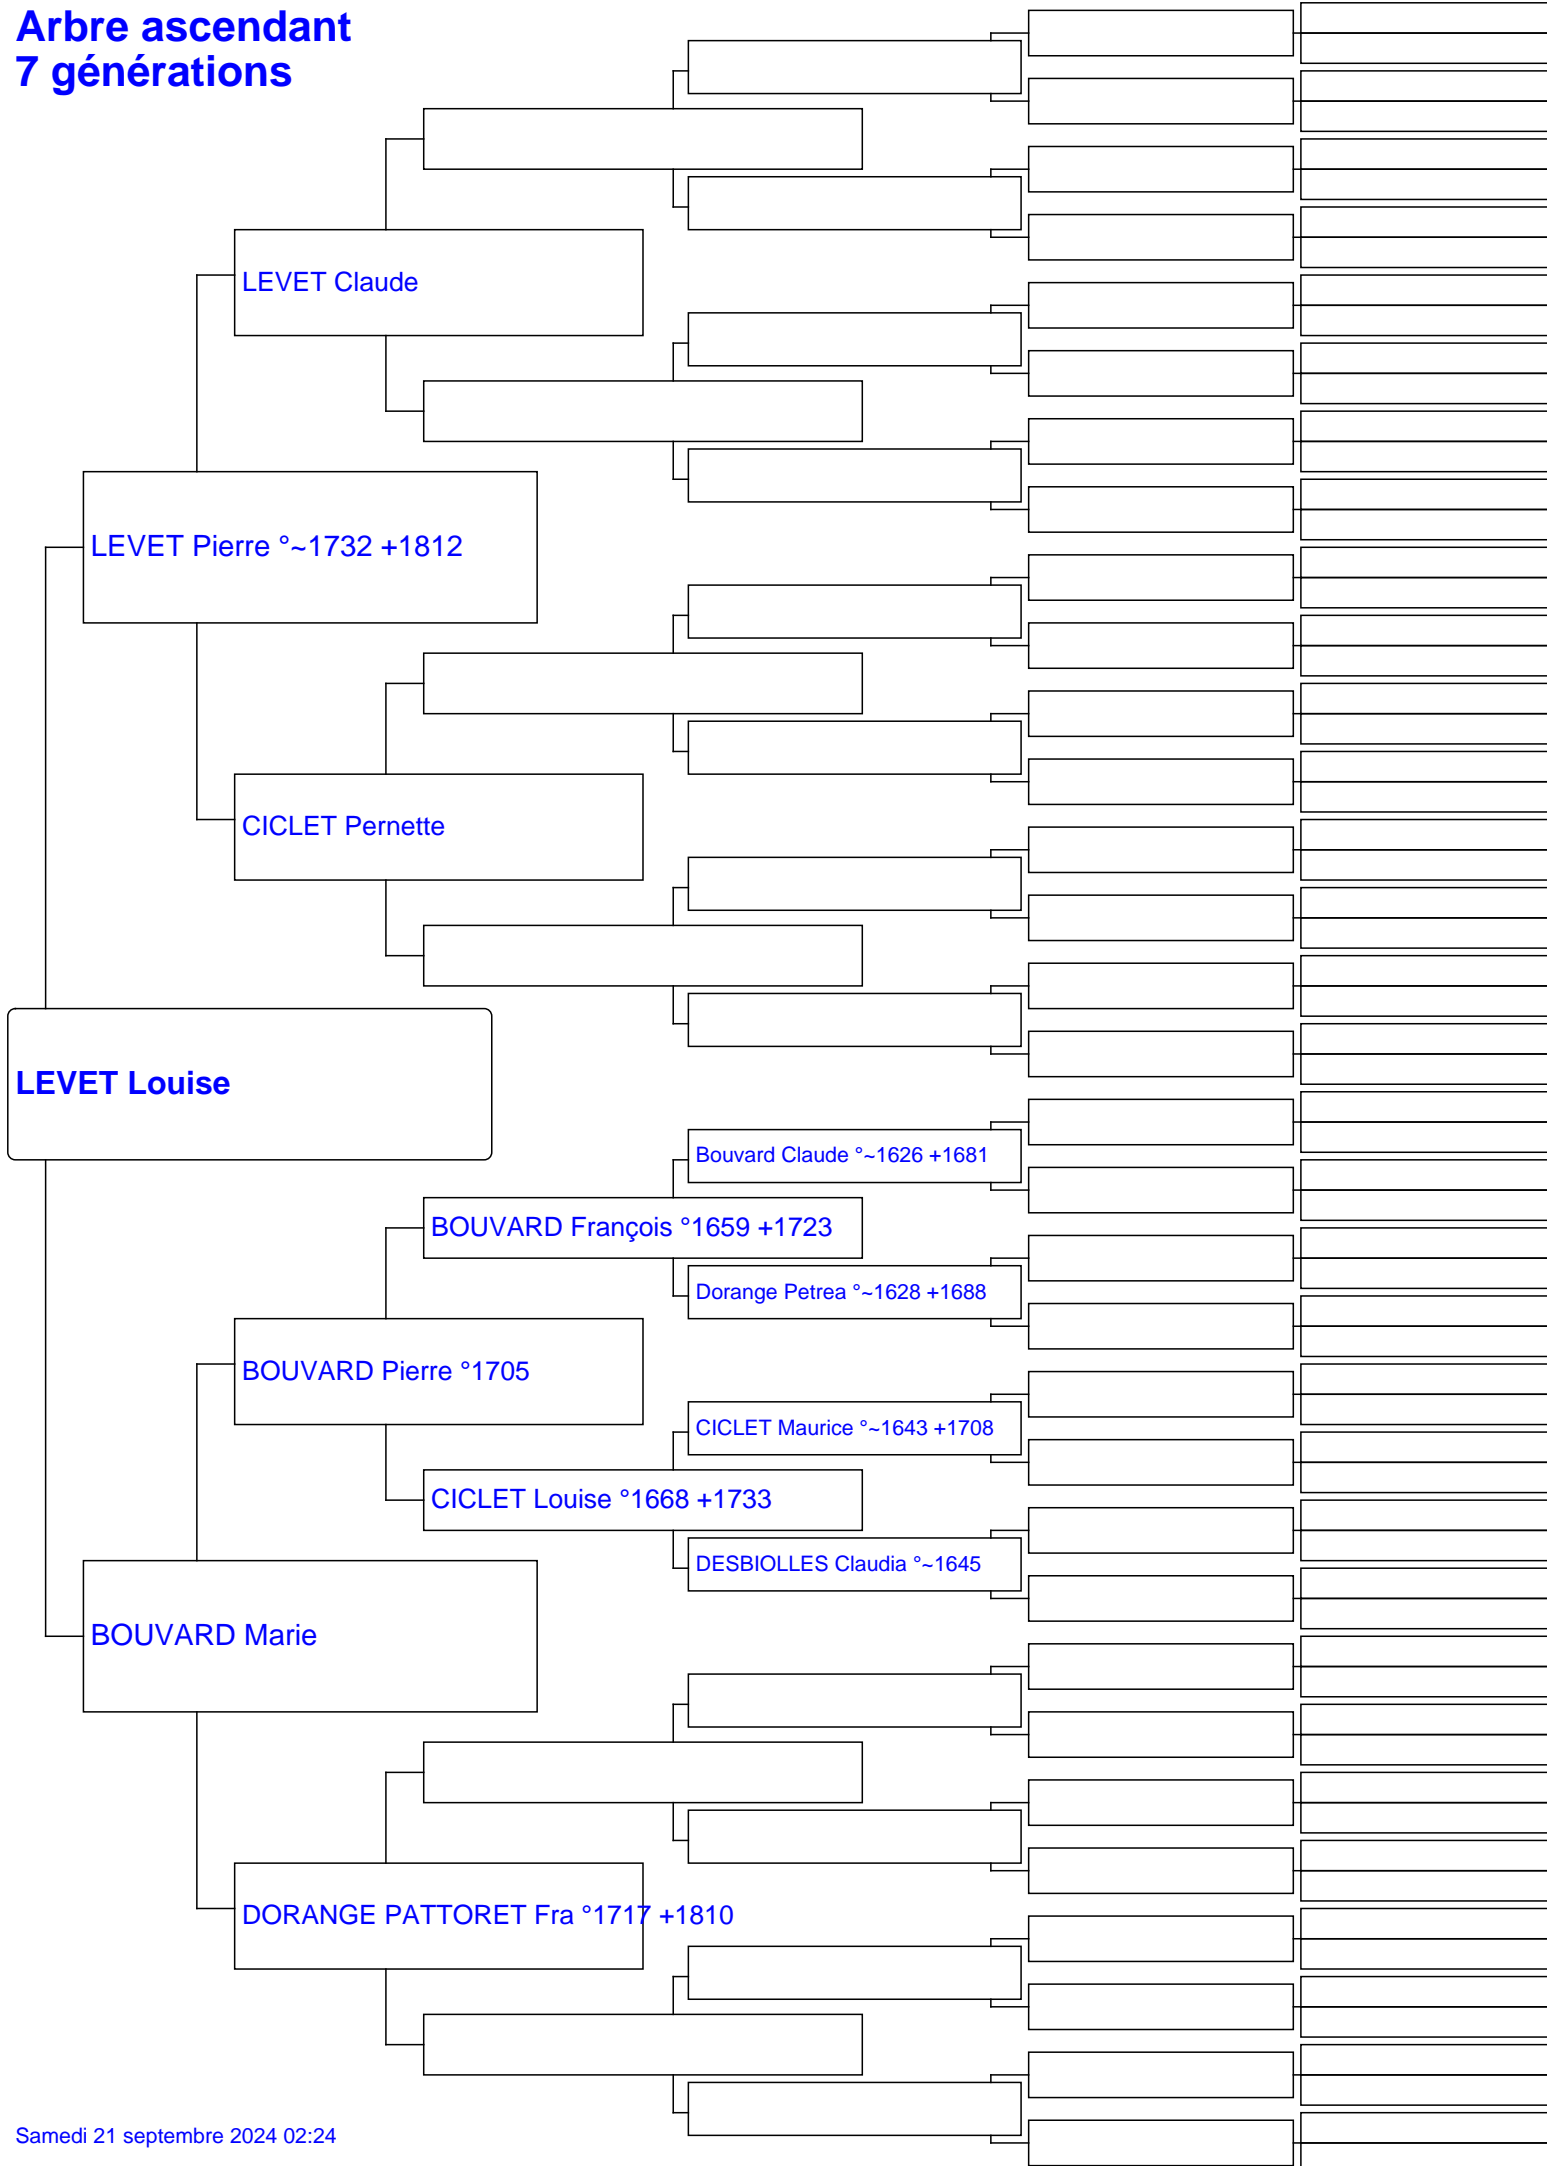 Arbre ascendant
7 générations
LEVET Claude
LEVET Pierre °~1732 +1812
CICLET Pernette
LEVET Louise
Bouvard Claude °~1626 +1681
BOUVARD François °1659 +1723
Dorange Petrea °~1628 +1688
BOUVARD Pierre °1705
CICLET Maurice °~1643 +1708
CICLET Louise °1668 +1733
DESBIOLLES Claudia °~1645
BOUVARD Marie
DORANGE PATTORET Fra °1717 +1810
Samedi 21 septembre 2024 02:24